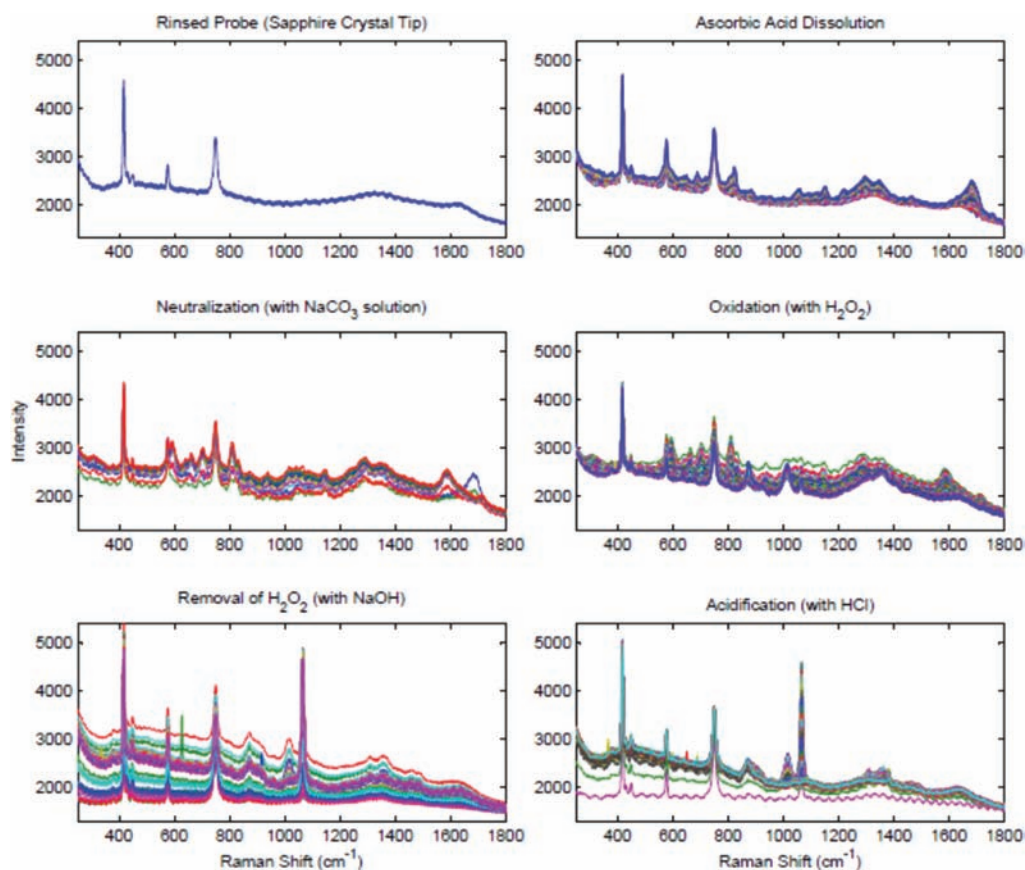 Rinsed Probe (Sapphire Crystal Tip)
5000
4000
3000
2000
400 600 800 1000 1200 1400 1600 1800
Ascorbic Acid Dissolution
5000
4000
3000
2000
400 600 800 1000 1200 1400 1600 1800
Neutralization (with NaCO3 solution)
5000
4000
3000
2000
400 600 800 1000 1200 1400 1600 1800
Intensity
Oxidation (with H2O2)
5000
4000
3000
2000
400 600 800 1000 1200 1400 1600 1800
Removal of H2O2 (with NaOH)
5000
4000
3000
2000
400 600 800 1000 1200 1400 1600 1800
Raman Shift (cm-1)
Acidification (with HCl)
5000
4000
3000
2000
400 600 800 1000 1200 1400 1600 1800
Raman Shift (cm-1)